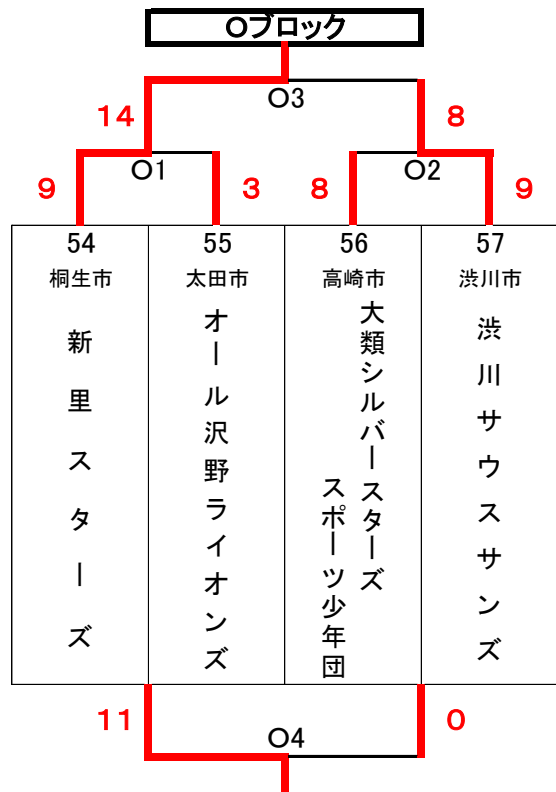 Oブロック
O3
14
8
O1
O2
9
3
8
9
54
55
56
57
桐生市
太田市
高崎市
渋川市
新里スターズ
オール沢野ライオンズ
大類シルバースターズ
スポーツ少年団
渋川サウスサンズ
11
O4
0